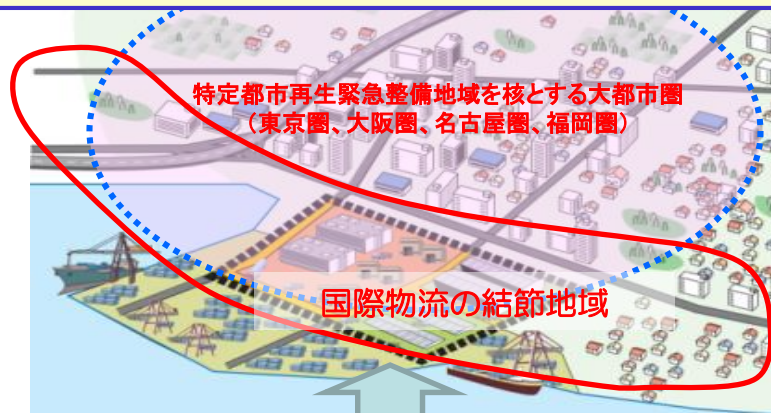 特定都市再生緊急整備地域を核とする大都市圏
（東京圏、大阪圏、名古屋圏、福岡圏）
国際物流の結節地域